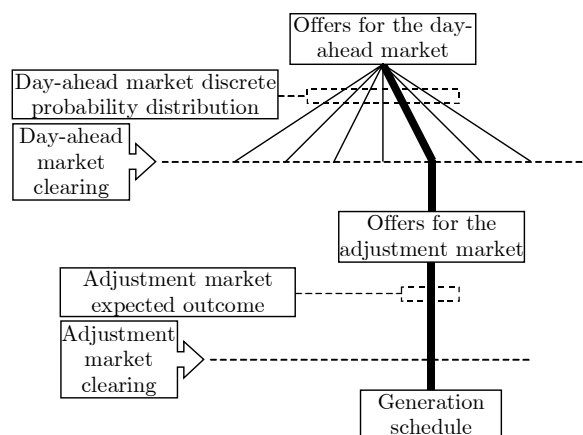 Offers for the day-
ahead market
Day-ahead market discrete
probability distribution
Day-ahead
market
clearing
Offers for the
adjustment market
Adjustment market
expected outcome
Adjustment
market
clearing
Generation
schedule